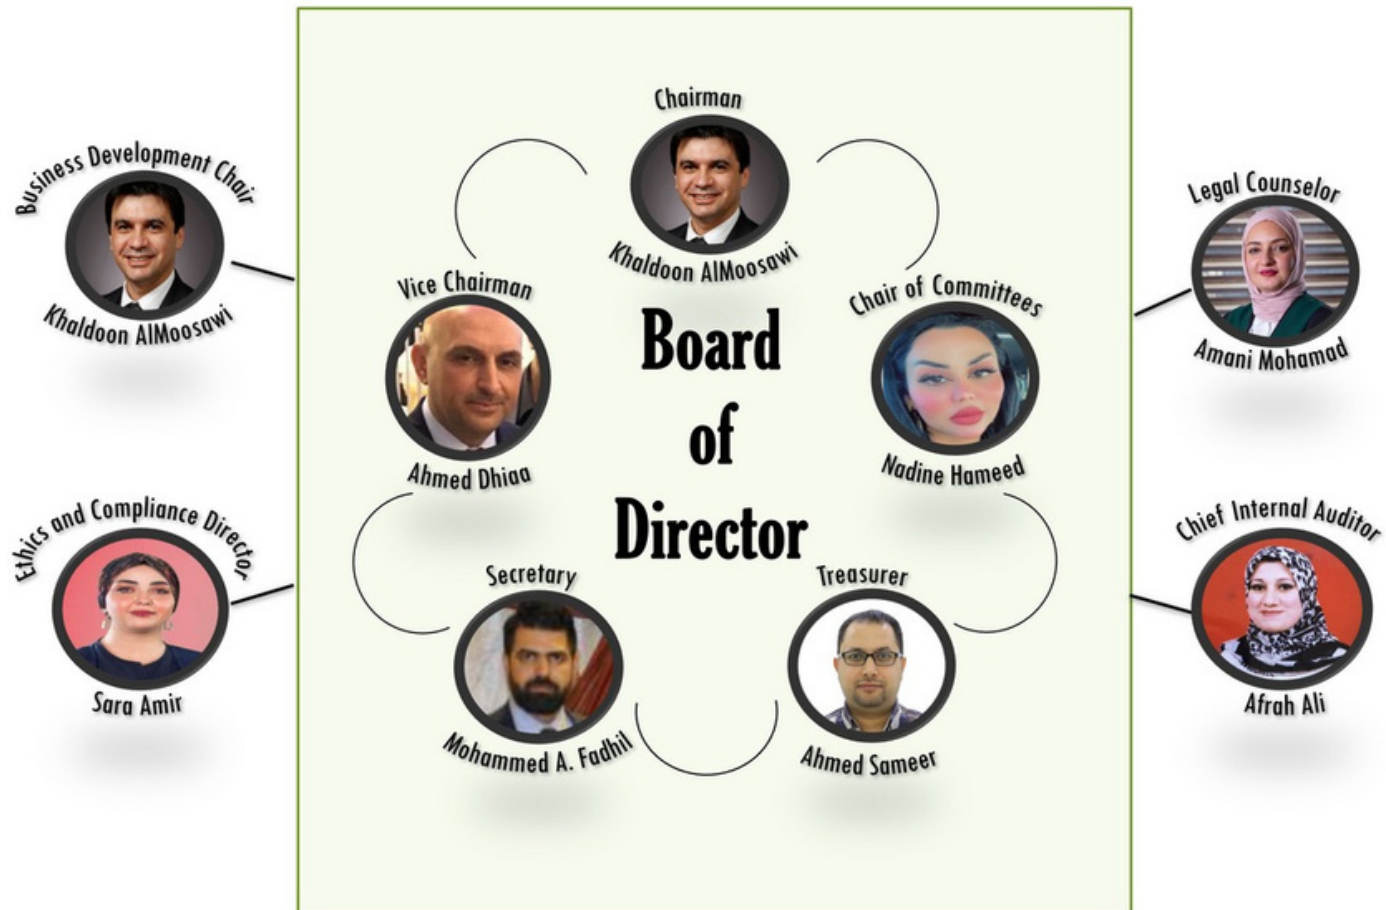 Chairman
Khaldoon AlMoosawi
Business Development Chair
Khaldoon AlMoosawi
Legal Counselor
Amani Mohamad
Vice Chairman
Ahmed Dhiaa
Chair of Committees
Nadine Hameed
Board
of
Director
Ethics and Compliance Director
Sara Amir
Secretary
Mohammed A. Fadhil
Treasurer
Ahmed Sameer
Chief Internal Auditor
Afrah Ali